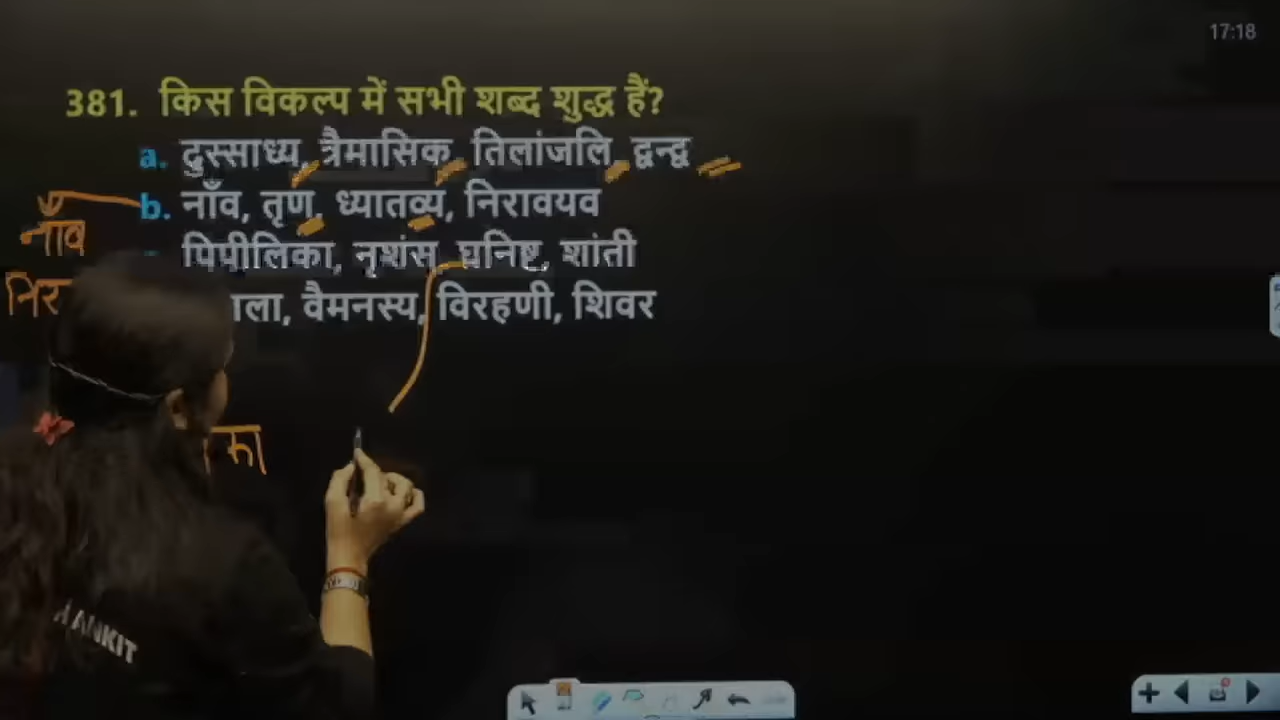 17:18
381. किस विकल्प में सभी शब्द शुद्ध हैं?
a. दुस्साध्य, त्रैमासिक, तिलांजलि, द्वन्द्व
b. नाँव, तृण, ध्यातव्य, निरावयव
नॉव
पिपीलिका, नृशंस, घनिष्ट, शांती
वैमनस्य, विरहणी, शिवर
का
ANKIT